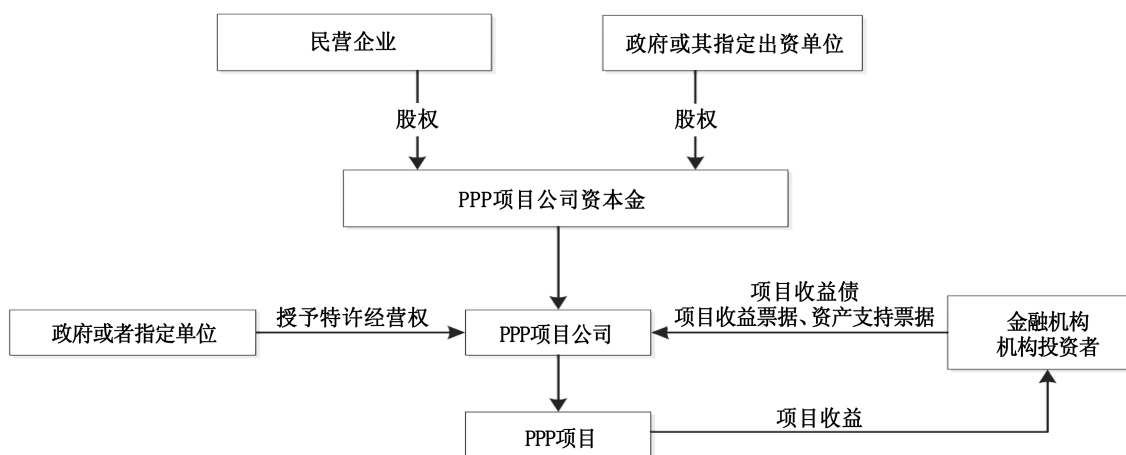 民营企业
政府或其指定出资单位
股权
股权
PPP项目公司资本金
政府或者指定单位
授予特许经营权
PPP项目公司
项目收益债
项目收益票据、资产支持票据
金融机构
机构投资者
PPP项目
项目收益